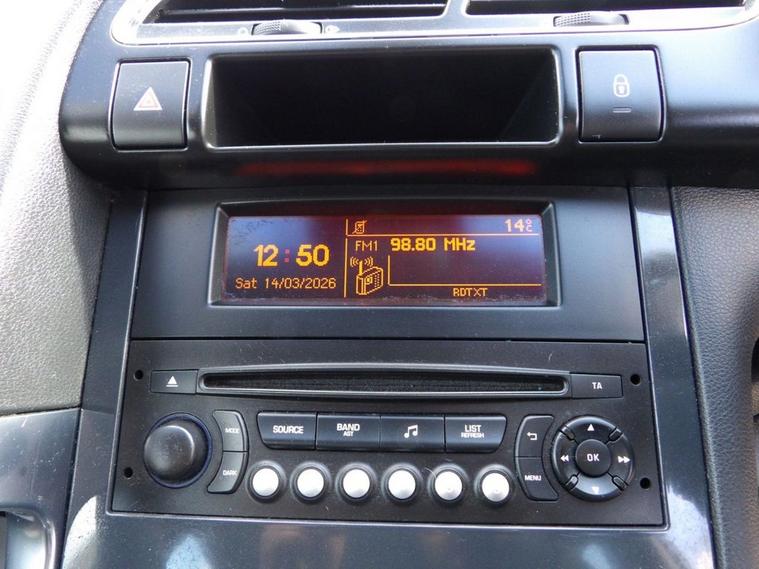 14°C
FM1 98.80 MHz
12:50
Sat 14/03/2026
RDTXT
TA
MODE
SOURCE
BAND
AST
LIST
REFRESH
DARK
MENU
OK